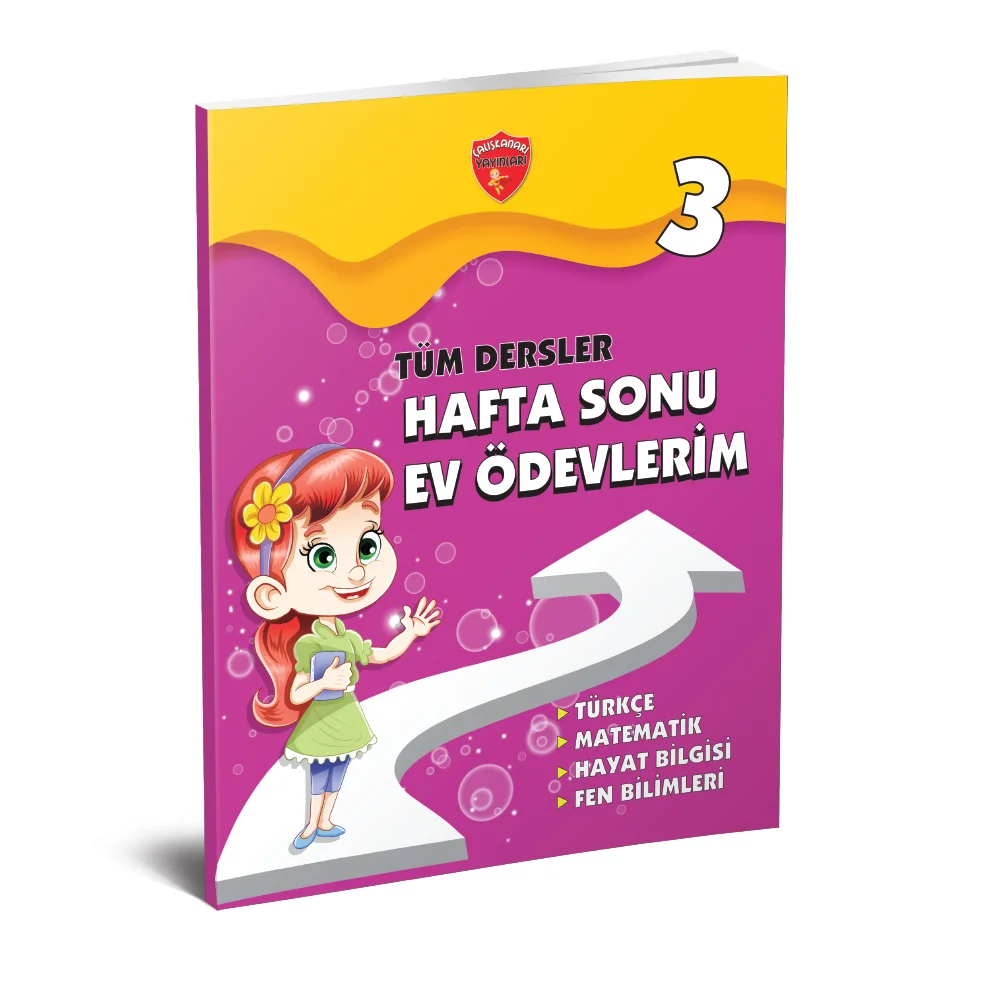 ÇALIŞKANARI
YAYINLARI
3
TÜM DERSLER
HAFTA SONU
EV ÖDEVLERİM
TÜRKÇE
MATEMATİK
HAYAT BİLGİSİ
FEN BİLİMLERİ